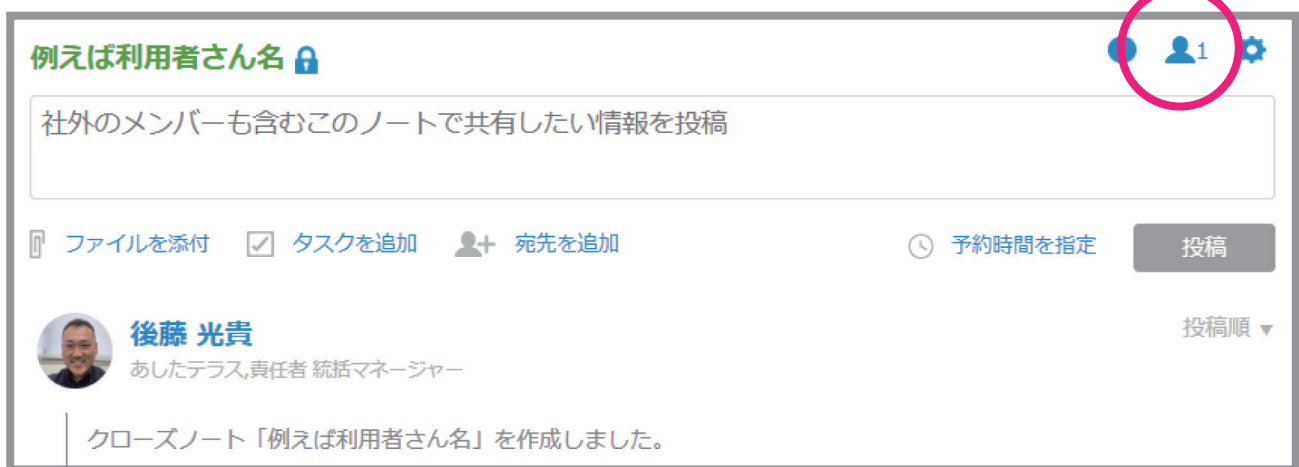 例えば利用者さん名
1
社外のメンバーも含むこのノートで共有したい情報を投稿
ファイルを添付 タスクを追加 宛先を追加 予約時間を指定 投稿
後藤 光貴
投稿順 ▼
あしたテラス,責任者 統括マネージャー
クローズノート「例えば利用者さん名」を作成しました。